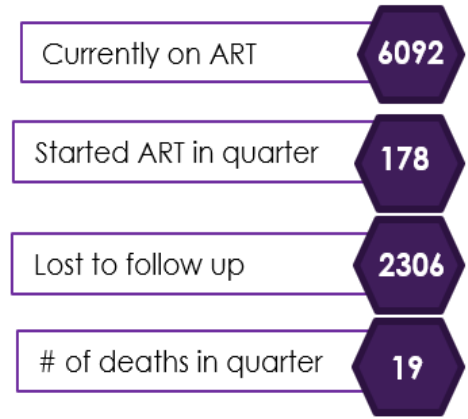 Currently on ART 6092
Started ART in quarter 178
Lost to follow up 2306
# of deaths in quarter 19